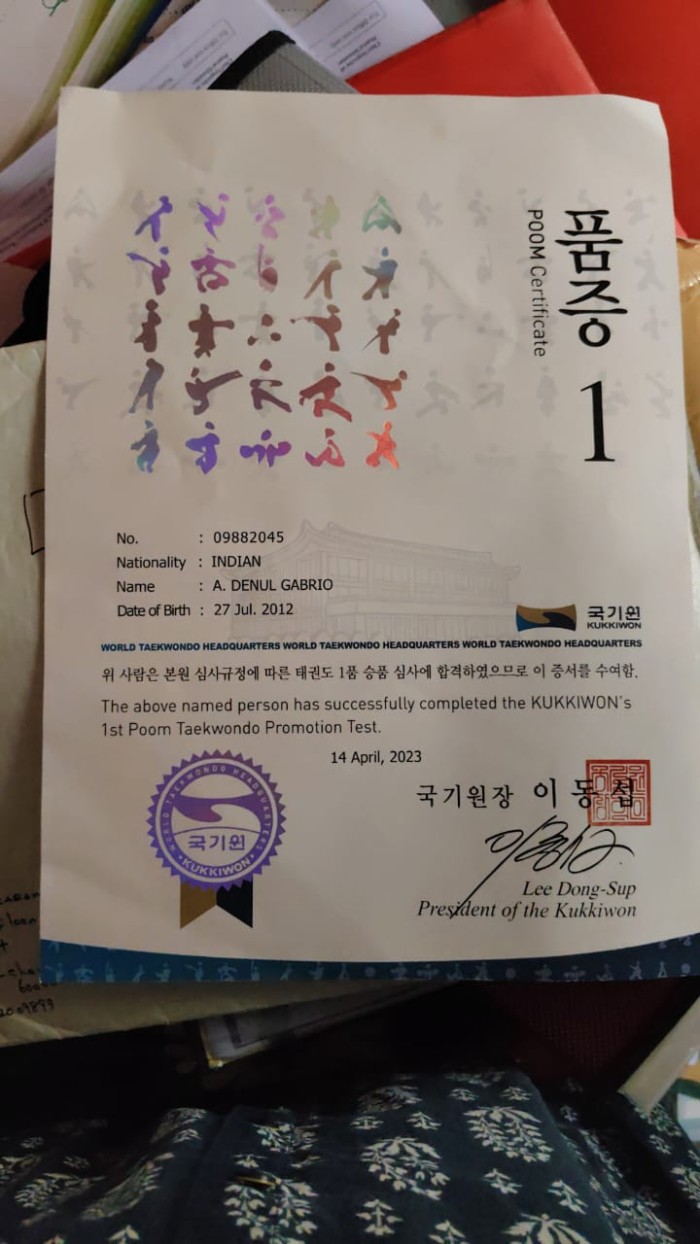 품증 1
POOM Certificate
No. : 09882045
Nationality : INDIAN
Name : A. DENUL GABRIO
Date of Birth : 27 Jul. 2012
국기원
KUKKIWON
WORLD TAEKWONDO HEADQUARTERS WORLD TAEKWONDO HEADQUARTERS WORLD TAEKWONDO HEADQUARTERS
위 사람은 본원 심사규정에 따른 태권도 1품 승품 심사에 합격하였으므로 이 증서를 수여함.
The above named person has successfully completed the KUKKIWON's
1st Poom Taekwondo Promotion Test.
14 April, 2023
국기원장 이동섭
WORLD TAEKWONDO HEADQUARTERS
국기원
KUKKIWON
Lee Dong-Sup
President of the Kukkiwon